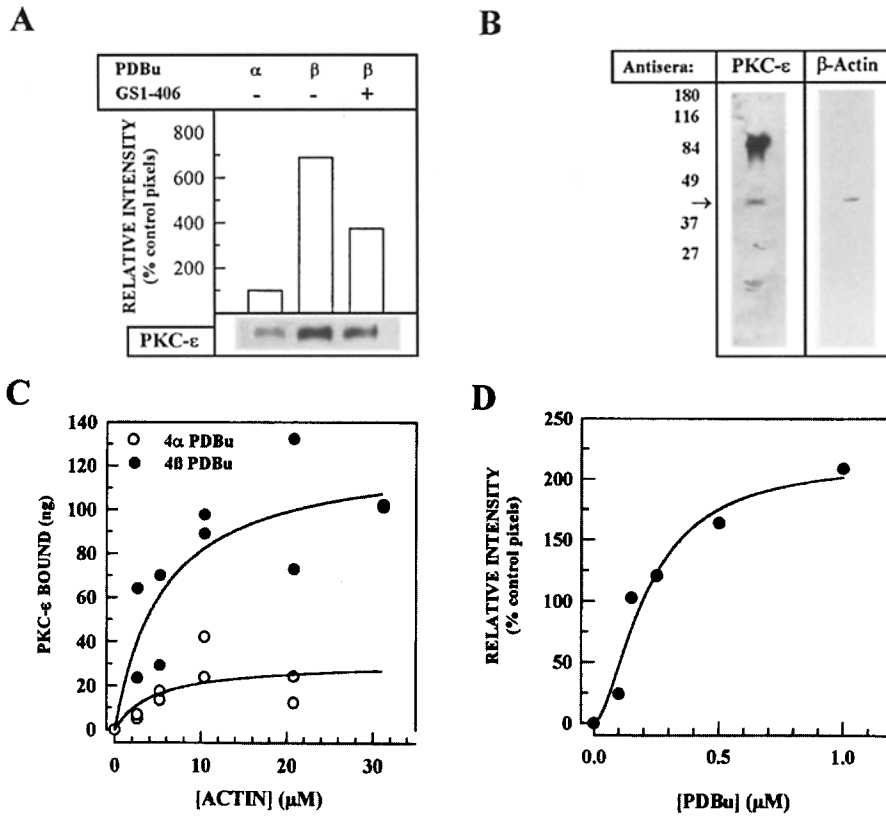 A
PDBu α β β
GS1-406 - - +
RELATIVE INTENSITY
(% control pixels)
800
600
400
200
PKC-ε
B
Antisera: PKC-ε β-Actin
180
116
84
49
→
37
27
C
PKC-ε BOUND (ng)
140
120
100
80
60
40
20
0
4α PDBu
4ß PDBu
0 10 20 30
[ACTIN] (μM)
D
RELATIVE INTENSITY
(% control pixels)
250
200
150
100
50
0
0.0 0.5 1.0
[PDBu] (μM)